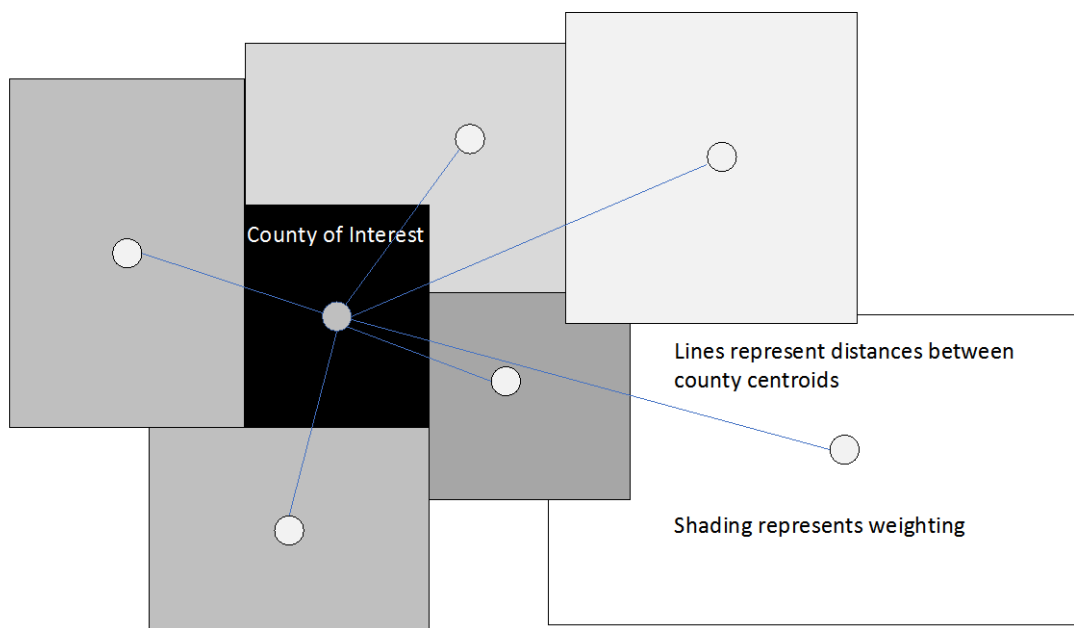 County of Interest
Lines represent distances between
county centroids
Shading represents weighting